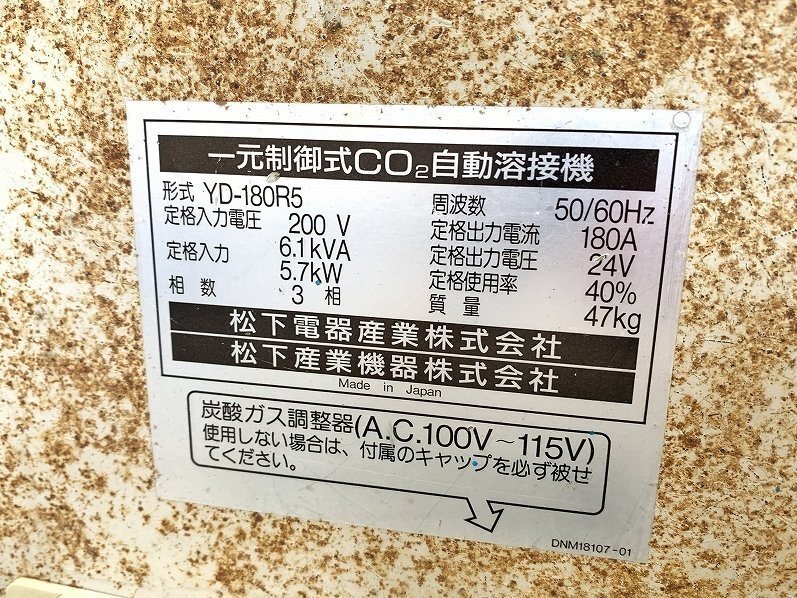 一元制御式CO₂自動溶接機
形式 YD-180R5
定格入力電圧 200 V
定格入力 6.1kVA
5.7kW
相数 3 相
周波数 50/60Hz
定格出力電流 180A
定格出力電圧 24V
定格使用率 40%
質量 47kg
松下電器産業株式会社
松下産業機器株式会社
Made in Japan
炭酸ガス調整器(A.C.100V～115V)
使用しない場合は、付属のキャップを必ず被せ
てください。
DNM18107-01